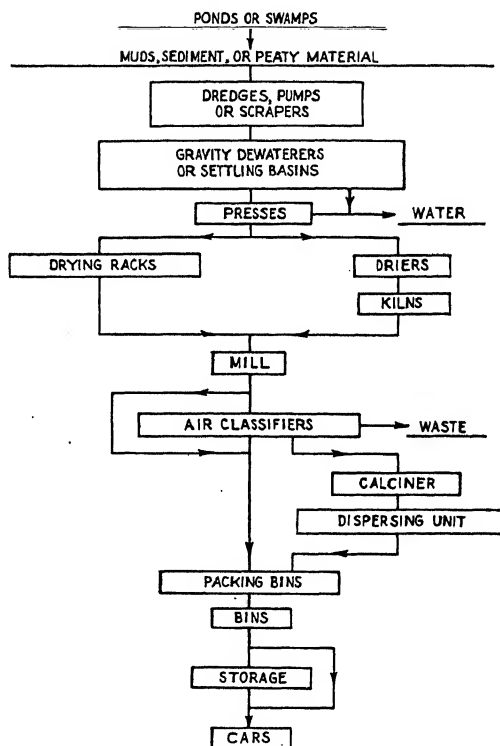 PONDS OR SWAMPS
MUDS, SEDIMENT, OR PEATY MATERIAL
DREDGES, PUMPS
OR SCRAPERS
GRAVITY DEWATERERS
OR SETTLING BASINS
PRESSES
WATER
DRYING RACKS
DRIERS
KILNS
MILL
AIR CLASSIFIERS
WASTE
CALCINER
DISPERSING UNIT
PACKING BINS
BINS
STORAGE
CARS